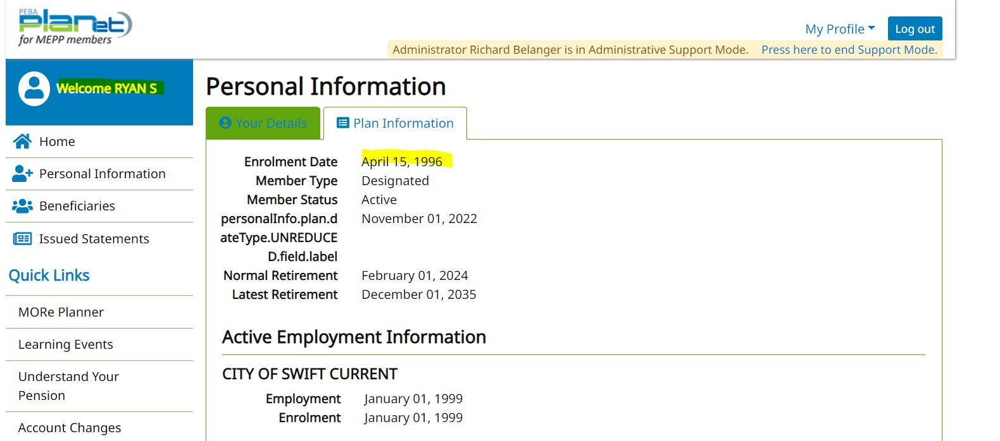 PEBA
planet
for MEPP members
My Profile
Log out
Administrator Richard Belanger is in Administrative Support Mode. Press here to end Support Mode.
Welcome RYAN S
Home
Personal Information
Beneficiaries
Issued Statements
Quick Links
MORe Planner
Learning Events
Understand Your
Pension
Account Changes
Personal Information
Your Details
Plan Information
Enrolment Date April 15, 1996
Member Type Designated
Member Status Active
personalInfo.plan.d November 01, 2022
ateType.UNREDUCE
D.field.label
Normal Retirement February 01, 2024
Latest Retirement December 01, 2035
Active Employment Information
CITY OF SWIFT CURRENT
Employment January 01, 1999
Enrolment January 01, 1999